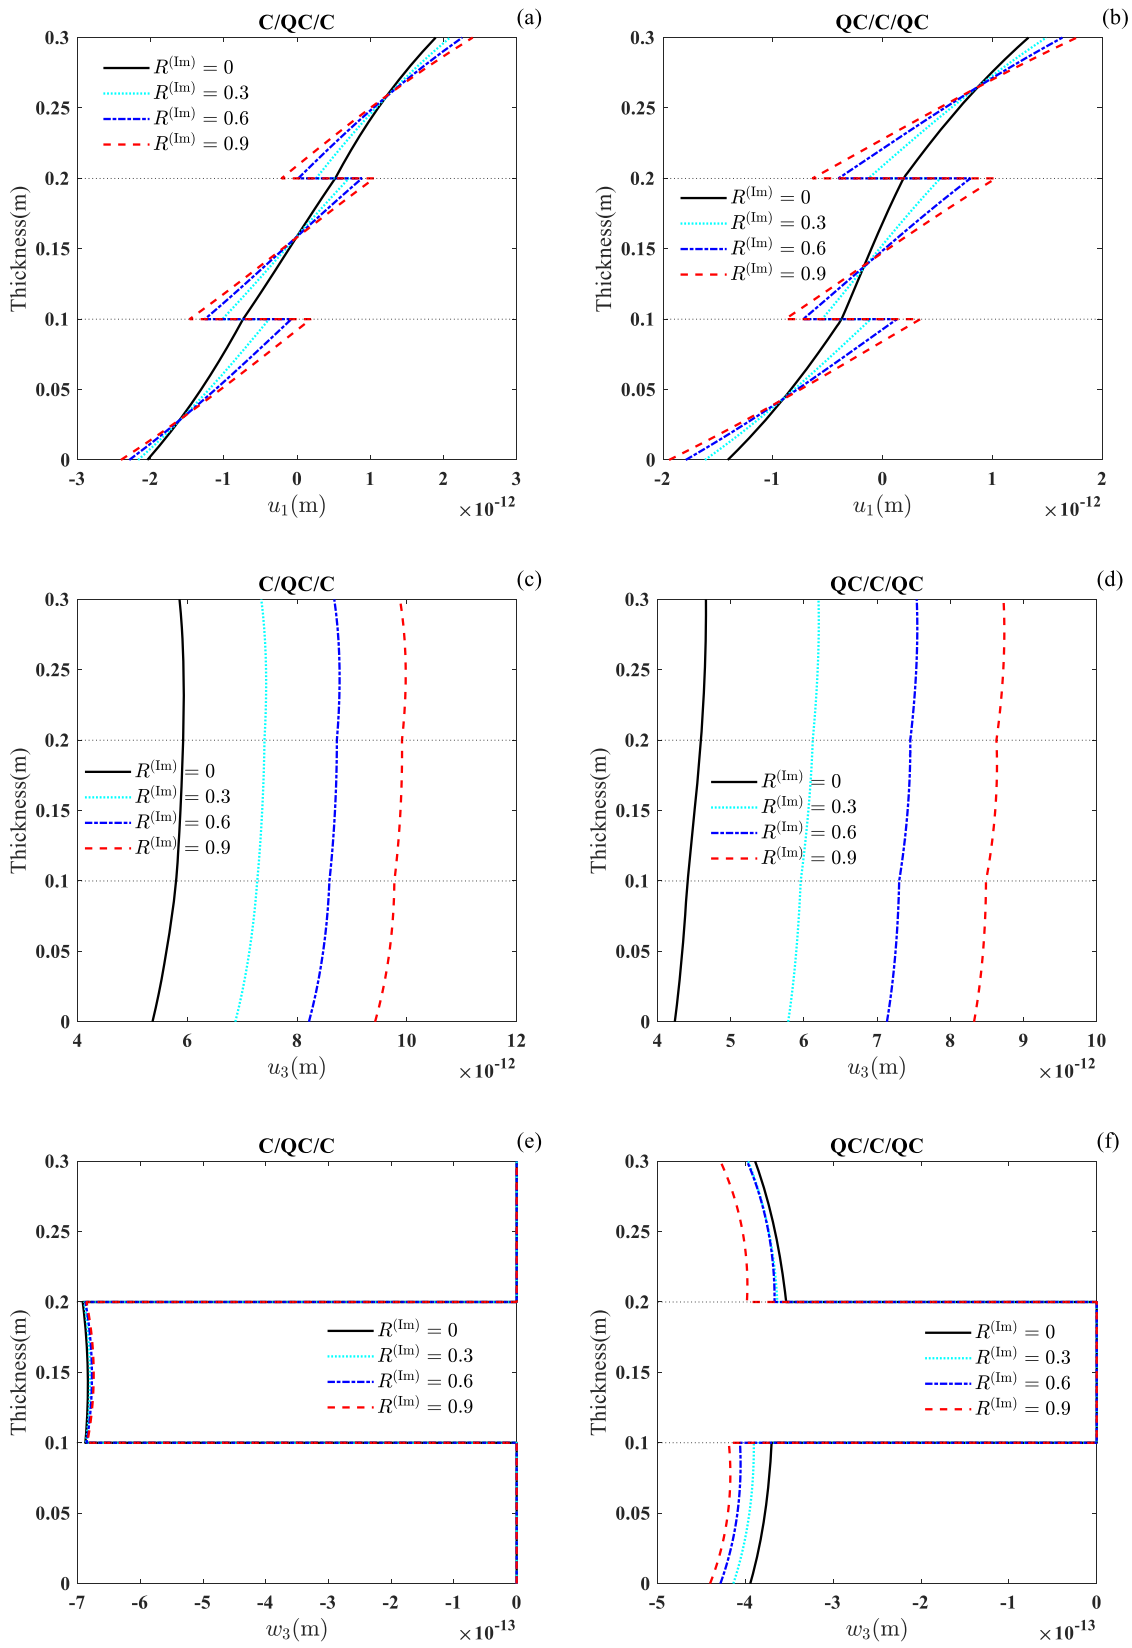 C/QC/C (a)
0.3
0.25
0.2
0.15
0.1
0.05
0
Thickness(m)
R^(Im) = 0
R^(Im) = 0.3
R^(Im) = 0.6
R^(Im) = 0.9
-3 -2 -1 0 1 2 3
u₁(m) ×10⁻¹²
QC/C/QC (b)
0.3
0.25
0.2
0.15
0.1
0.05
0
Thickness(m)
R^(Im) = 0
R^(Im) = 0.3
R^(Im) = 0.6
R^(Im) = 0.9
-2 -1 0 1 2
u₁(m) ×10⁻¹²
C/QC/C (c)
0.3
0.25
0.2
0.15
0.1
0.05
0
Thickness(m)
R^(Im) = 0
R^(Im) = 0.3
R^(Im) = 0.6
R^(Im) = 0.9
4 6 8 10 12
u₃(m) ×10⁻¹²
QC/C/QC (d)
0.3
0.25
0.2
0.15
0.1
0.05
0
Thickness(m)
R^(Im) = 0
R^(Im) = 0.3
R^(Im) = 0.6
R^(Im) = 0.9
4 5 6 7 8 9 10
u₃(m) ×10⁻¹²
C/QC/C (e)
0.3
0.25
0.2
0.15
0.1
0.05
0
Thickness(m)
R^(Im) = 0
R^(Im) = 0.3
R^(Im) = 0.6
R^(Im) = 0.9
-7 -6 -5 -4 -3 -2 -1 0
w₃(m) ×10⁻¹³
QC/C/QC (f)
0.3
0.25
0.2
0.15
0.1
0.05
0
Thickness(m)
R^(Im) = 0
R^(Im) = 0.3
R^(Im) = 0.6
R^(Im) = 0.9
-5 -4 -3 -2 -1 0
w₃(m) ×10⁻¹³